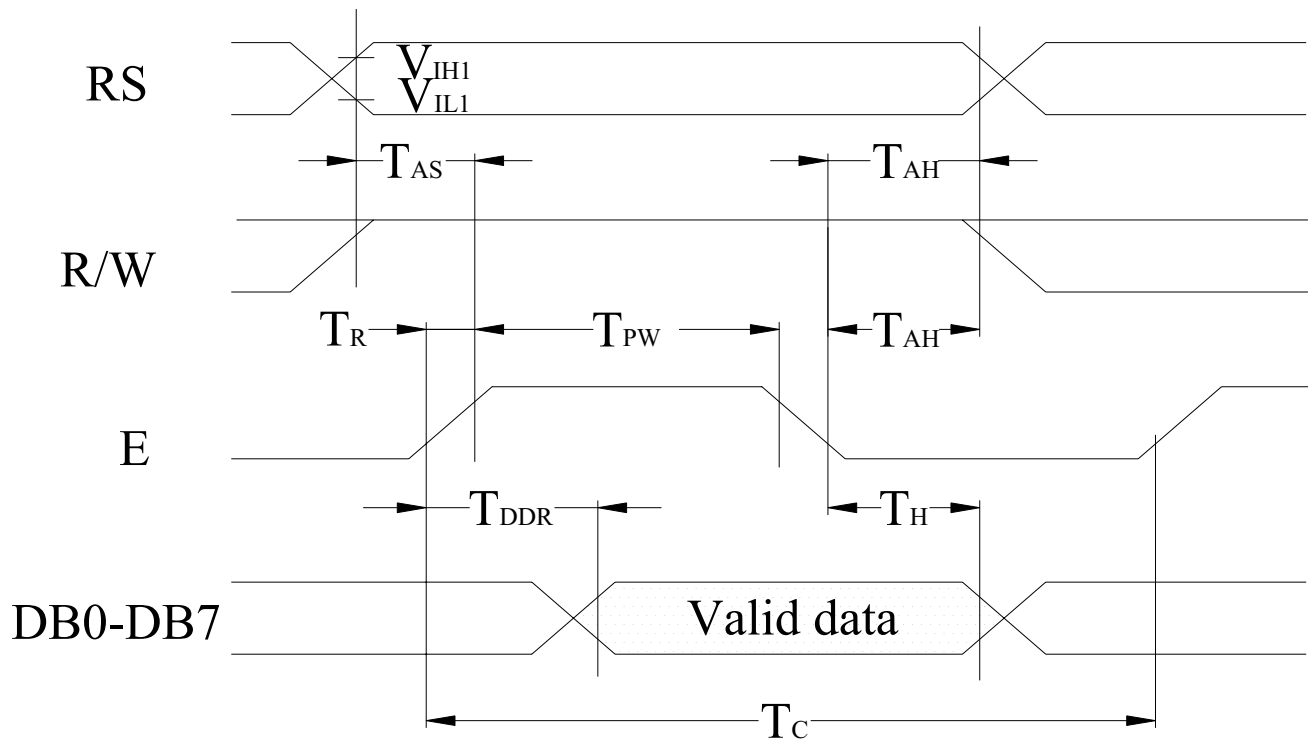 RS
VIH1
VIL1
TAS
TAH
R/W
TR
TPW
TAH
E
TDDR
TH
DB0-DB7
Valid data
TC